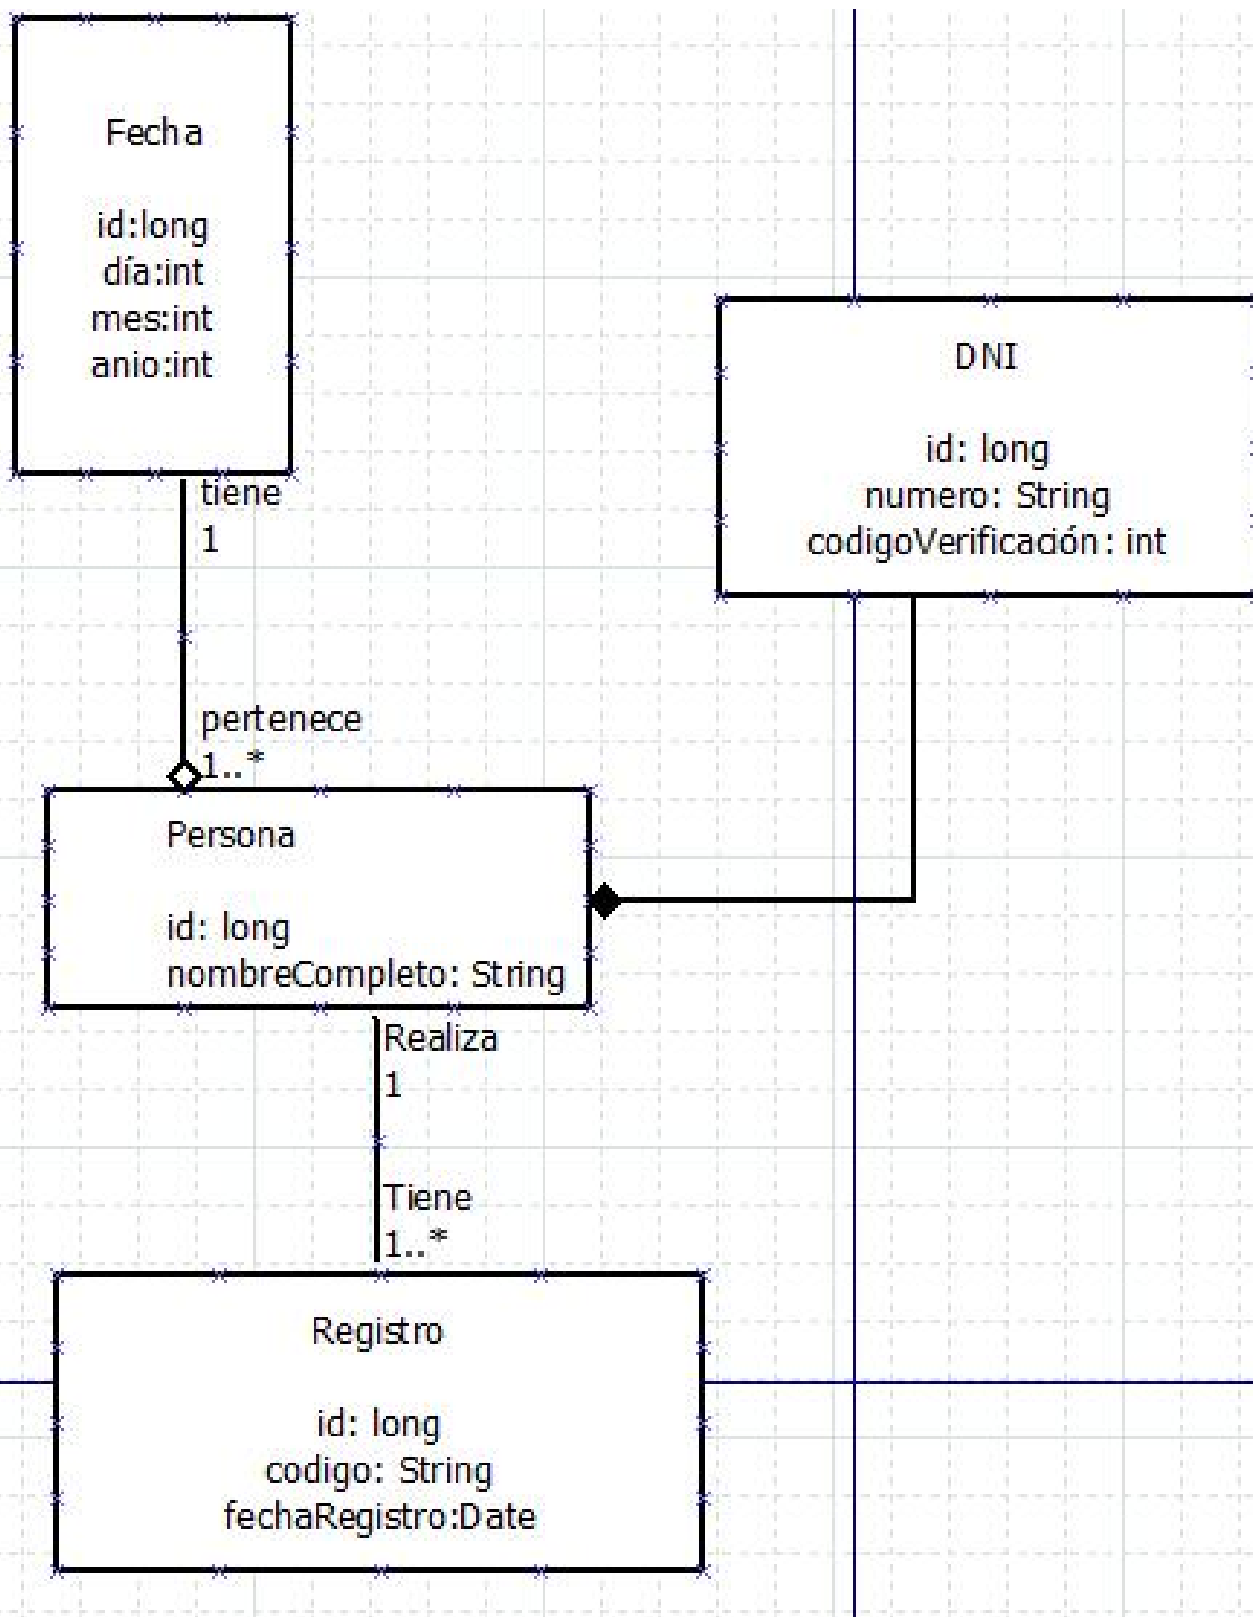 Fecha
id:long
día:int
mes:int
anio:int
tiene
1
DNI
id: long
numero: String
codigoVerificación: int
pertenece
1..*
Persona
id: long
nombreCompleto: String
Realiza
1
Tiene
1..*
Registro
id: long
codigo: String
fechaRegistro:Date